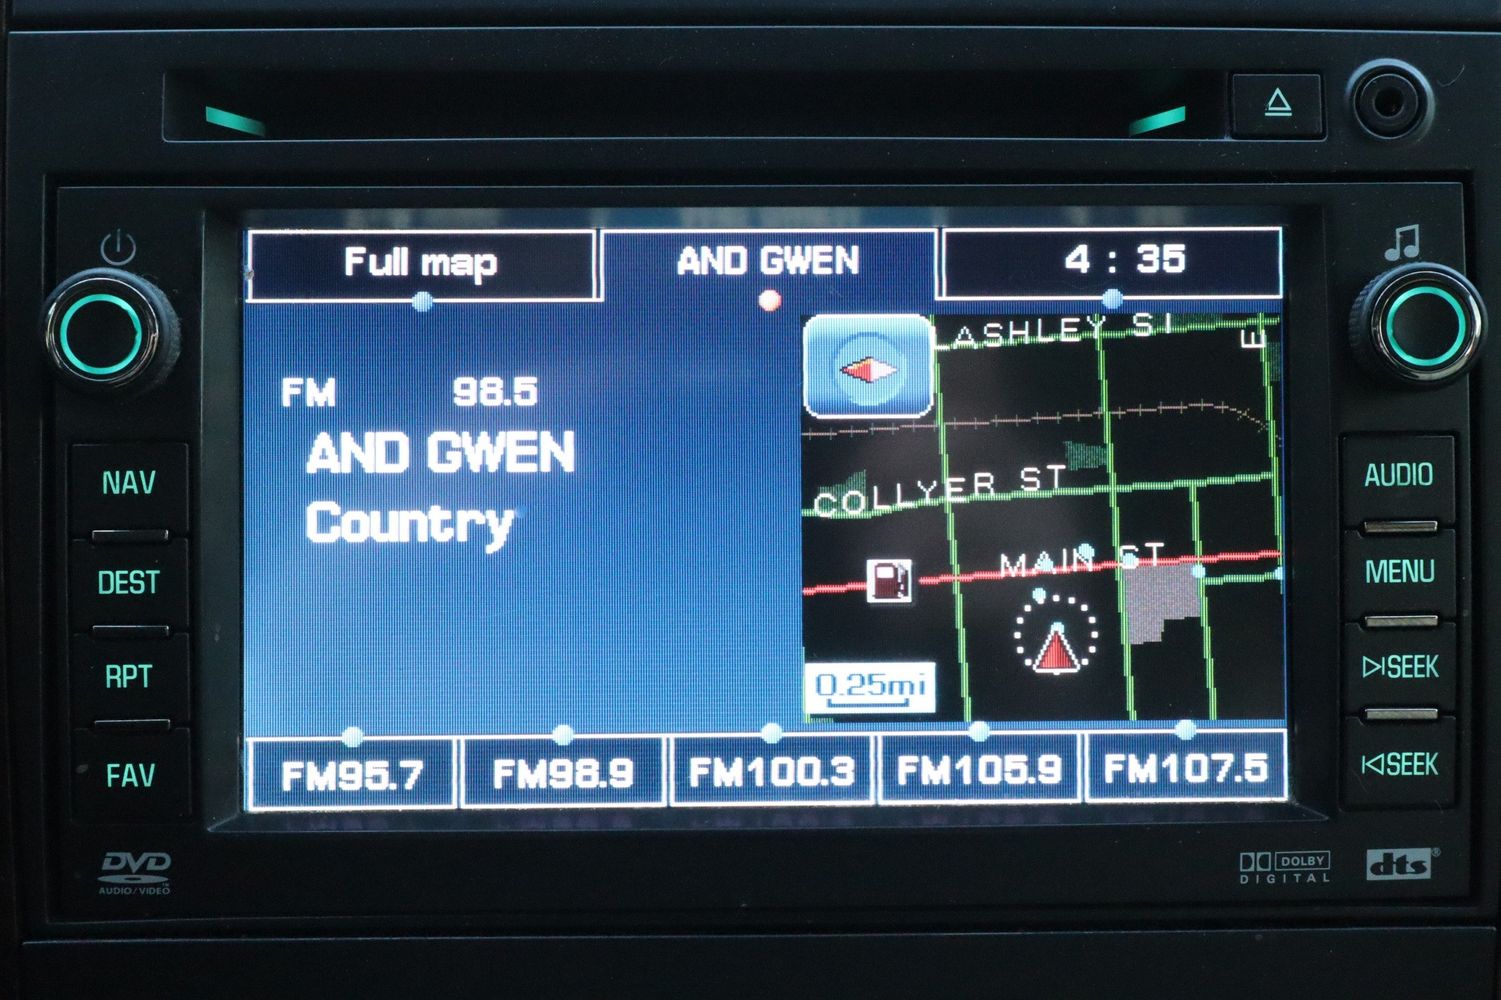 Full map
AND GWEN
4 : 35
FM 98.5
AND GWEN
Country
ASHLEY ST
E
COLLYER ST
MAIN ST
0.25mi
FM95.7
FM98.9
FM100.3
FM105.9
FM107.5
NAV
DEST
RPT
FAV
AUDIO
MENU
SEEK
SEEK
DVD
AUDIO/VIDEO
DOLBY
DIGITAL
dts®